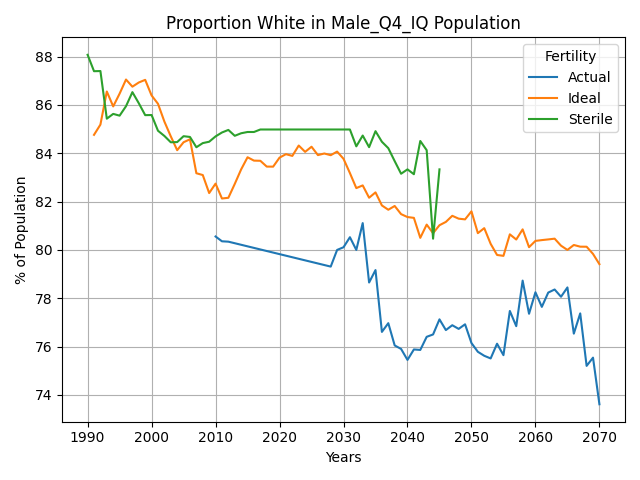 Proportion White in Male_Q4_IQ Population
Fertility
Actual
Ideal
Sterile
% of Population
88
86
84
82
80
78
76
74
1990 2000 2010 2020 2030 2040 2050 2060 2070
Years